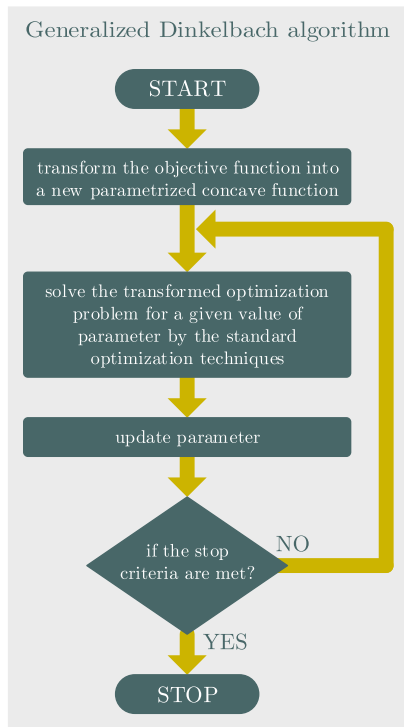 Generalized Dinkelbach algorithm
START
transform the objective function into
a new parametrized concave function
solve the transformed optimization
problem for a given value of
parameter by the standard
optimization techniques
update parameter
if the stop
criteria are met?
NO
YES
STOP